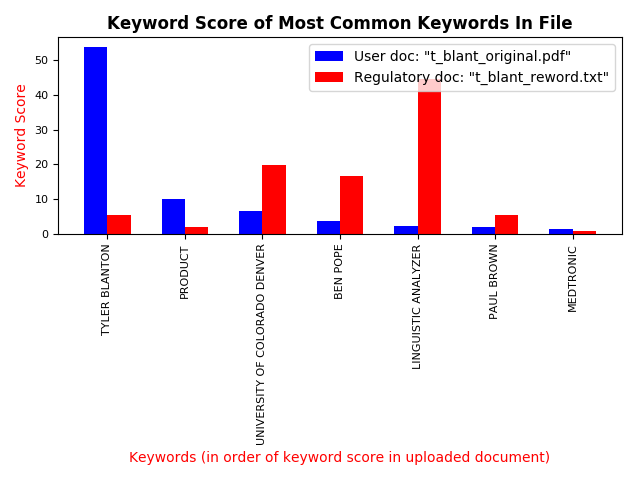 Keyword Score of Most Common Keywords In File
User doc: "t_blant_original.pdf"
Regulatory doc: "t_blant_reword.txt"
Keyword Score
50
40
30
20
10
0
TYLER BLANTON
PRODUCT
UNIVERSITY OF COLORADO DENVER
BEN POPE
LINGUISTIC ANALYZER
PAUL BROWN
MEDTRONIC
Keywords (in order of keyword score in uploaded document)